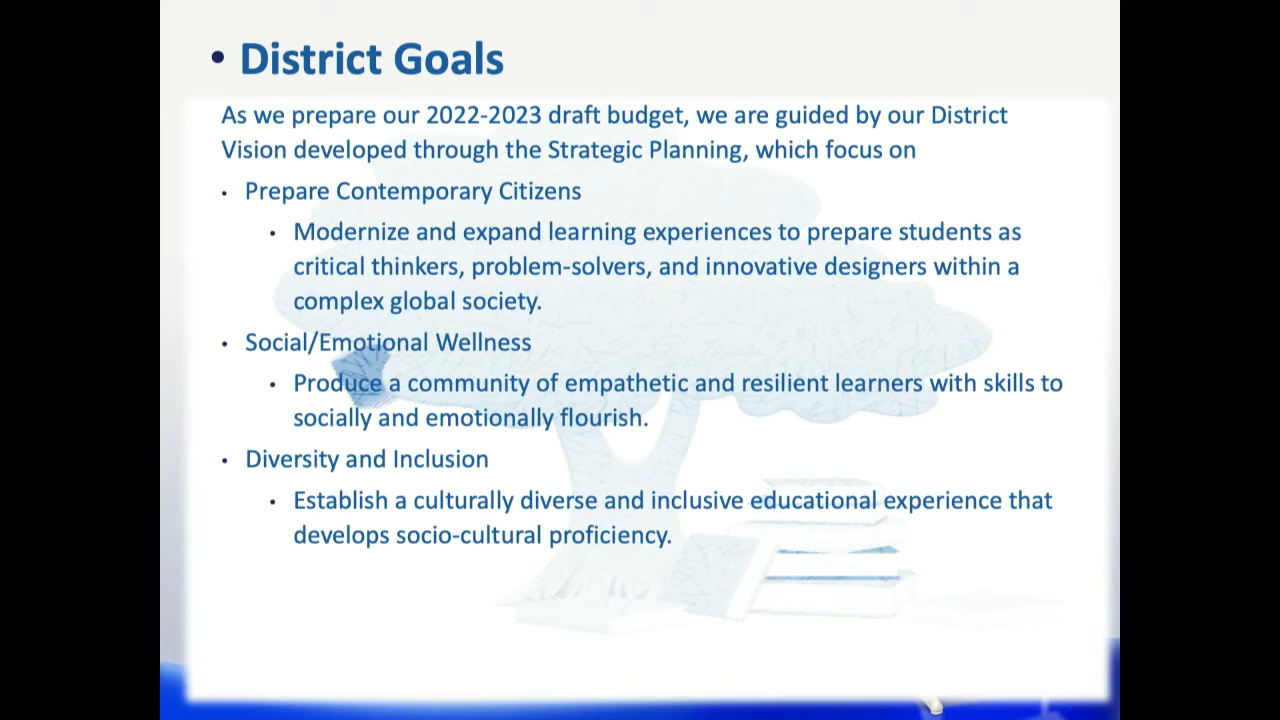 • District Goals
As we prepare our 2022-2023 draft budget, we are guided by our District
Vision developed through the Strategic Planning, which focus on
• Prepare Contemporary Citizens
• Modernize and expand learning experiences to prepare students as
critical thinkers, problem-solvers, and innovative designers within a
complex global society.
• Social/Emotional Wellness
• Produce a community of empathetic and resilient learners with skills to
socially and emotionally flourish.
• Diversity and Inclusion
• Establish a culturally diverse and inclusive educational experience that
develops socio-cultural proficiency.